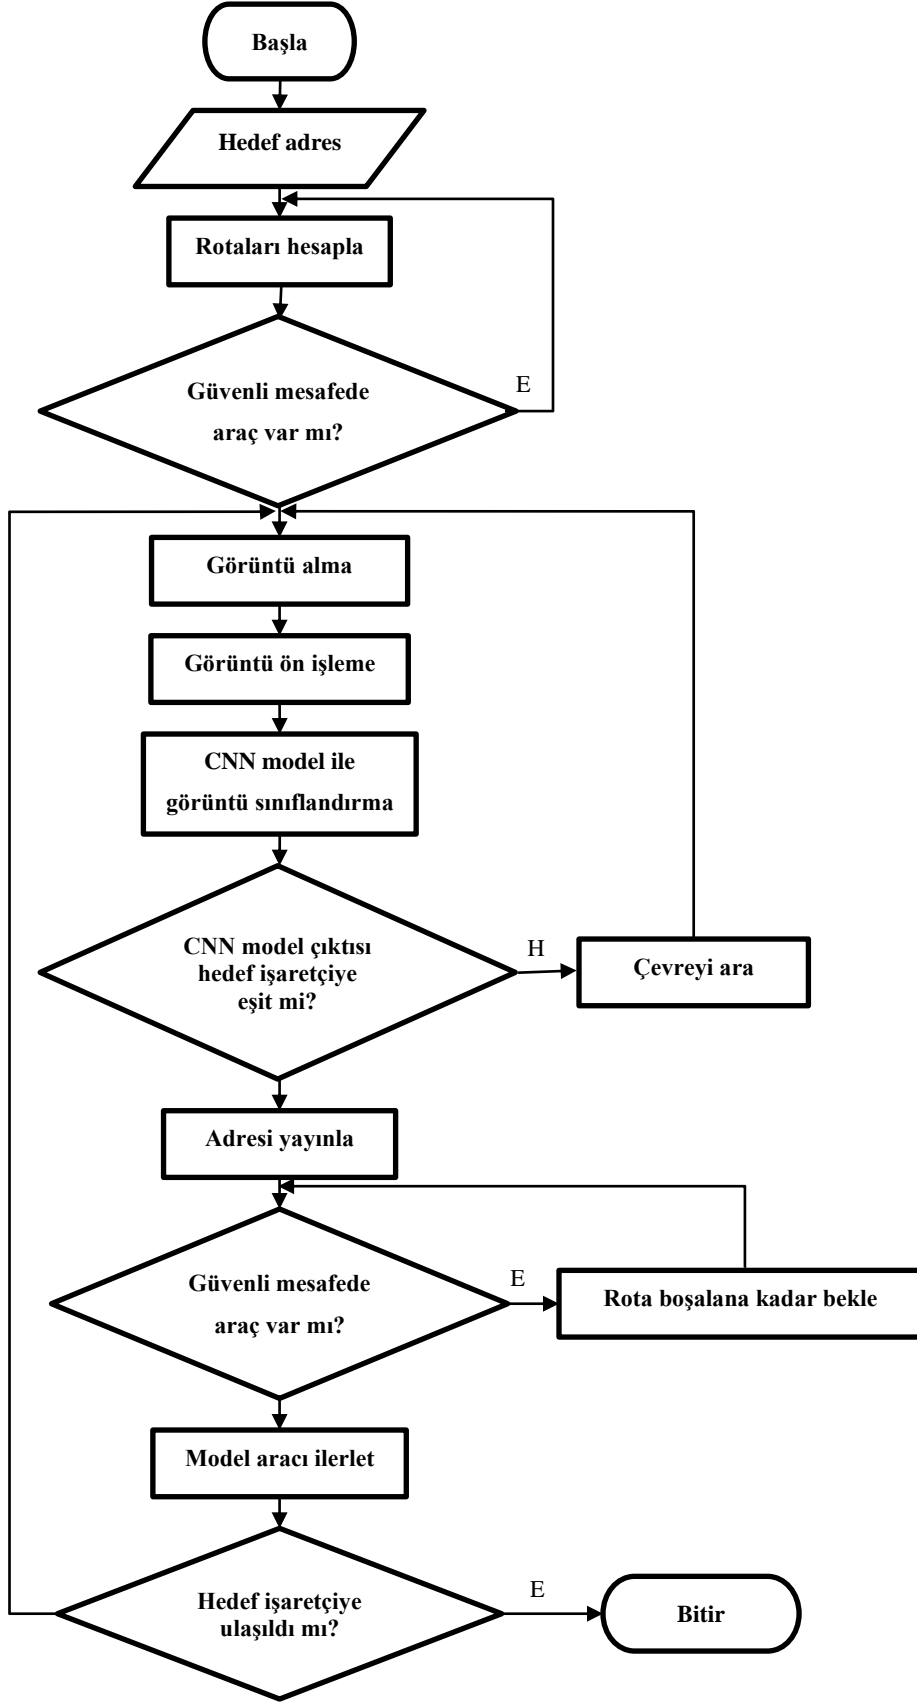 Başla
Hedef adres
Rotaları hesapla
Güvenli mesafede
araç var mı?
E
Görüntü alma
Görüntü ön işleme
CNN model ile
görüntü sınıflandırma
CNN model çıktısı
hedef işaretçiye
eşit mi?
H
Çevreyi ara
Adresi yayınla
Güvenli mesafede
araç var mı?
E
Rota boşalana kadar bekle
Model aracı ilerlet
Hedef işaretçiye
ulaşıldı mı?
E
Bitir